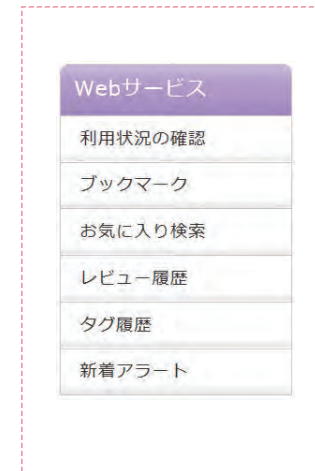 Webサービス
利用状況の確認
ブックマーク
お気に入り検索
レビュー履歴
タグ履歴
新着アラート